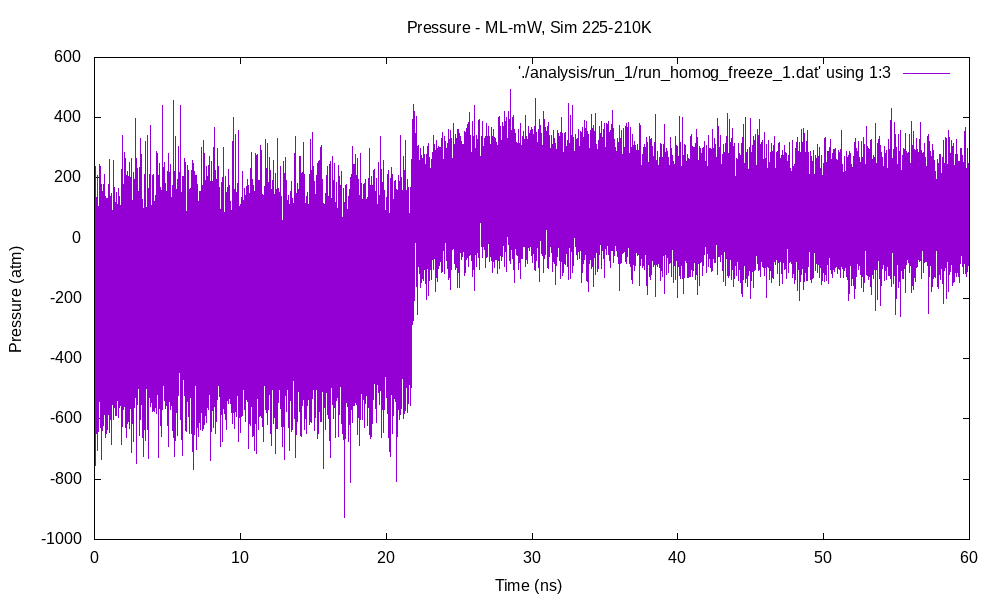 Pressure - ML-mW, Sim 225-210K
'./analysis/run_1/run_homog_freeze_1.dat' using 1:3
600
400
200
0
-200
-400
-600
-800
-1000
Pressure (atm)
0 10 20 30 40 50 60
Time (ns)